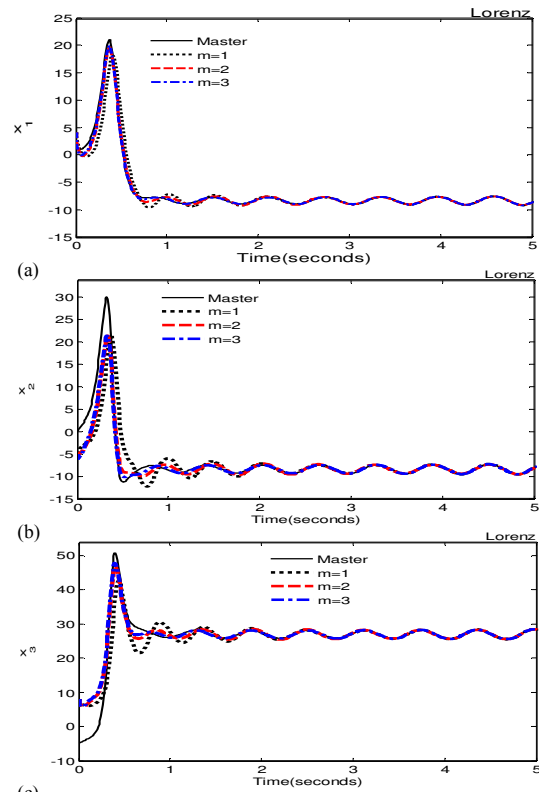 Lorenz
25
20
15
10
5
0
-5
-10
-15
x 1
Master
m=1
m=2
m=3
0 1 2 3 4 5
Time(seconds)
(a)
Lorenz
30
25
20
15
10
5
0
-5
-10
-15
x 2
Master
m=1
m=2
m=3
0 1 2 3 4 5
Time(seconds)
(b)
Lorenz
50
40
30
20
10
0
-10
x 3
Master
m=1
m=2
m=3
0 1 2 3 4 5
Time(seconds)
(c)